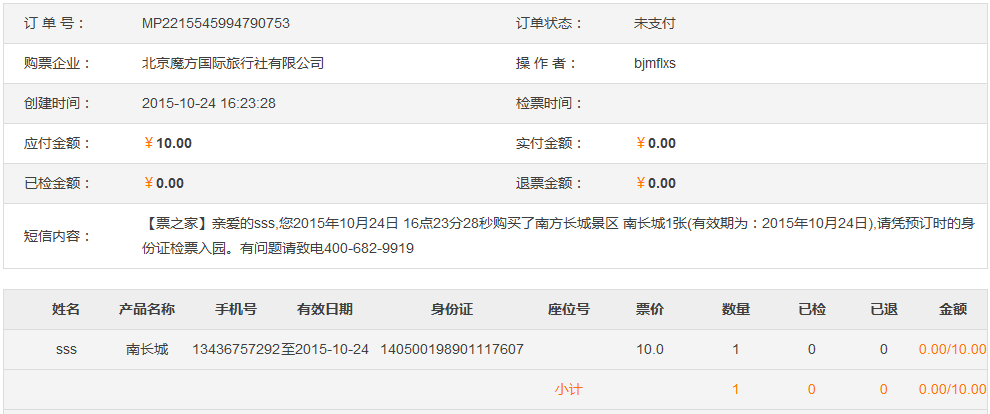 订 单 号： MP2215545994790753 订单状态： 未支付
购票企业： 北京魔方国际旅行社有限公司 操 作 者： bjmflxs
创建时间： 2015-10-24 16:23:28 检票时间：
应付金额： ￥10.00 实付金额： ￥0.00
已检金额： ￥0.00 退票金额： ￥0.00
【票之家】亲爱的sss,您2015年10月24日 16点23分28秒购买了南方长城景区 南长城1张(有效期为：2015年10月24日),请凭预订时的身
短信内容：
份证检票入园。有问题请致电400-682-9919
姓名 产品名称 手机号 有效日期 身份证 座位号 票价 数量 已检 已退 金额
sss 南长城 13436757292 至2015-10-24 140500198901117607 10.0 1 0 0 0.00/10.00
小计 1 0 0 0.00/10.00